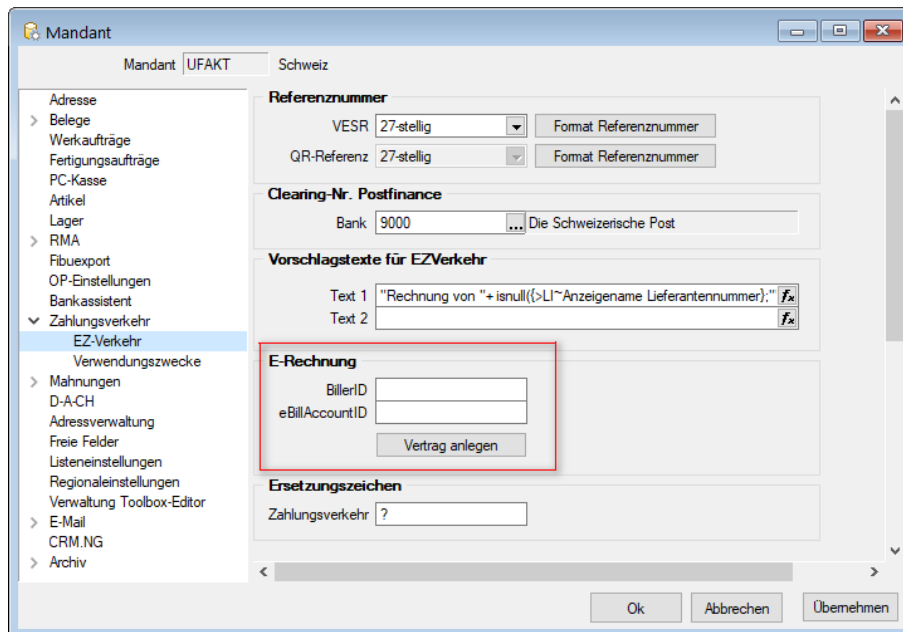 Mandant
Mandant UFAKT Schweiz
Adresse
Belege
Werkaufträge
Fertigungsaufträge
PC-Kasse
Artikel
Lager
RMA
Fibuexport
OP-Einstellungen
Bankassistent
Zahlungsverkehr
EZ-Verkehr
Verwendungszwecke
Mahnungen
D-A-CH
Adressverwaltung
Freie Felder
Listeneinstellungen
Regionaleinstellungen
Verwaltung Toolbox-Editor
E-Mail
CRM.NG
Archiv
Referenznummer
VESR 27-stellig Format Referenznummer
QR-Referenz 27-stellig Format Referenznummer
Clearing-Nr. Postfinance
Bank 9000 ... Die Schweizerische Post
Vorschlagstexte für EZVerkehr
Text 1 "Rechnung von "+ isnull({>LI~Anzeigename Lieferantennummer};" fx
Text 2 fx
E-Rechnung
BillerID
eBillAccountID
Vertrag anlegen
Ersetzungszeichen
Zahlungsverkehr ?
Ok Abbrechen Übernehmen